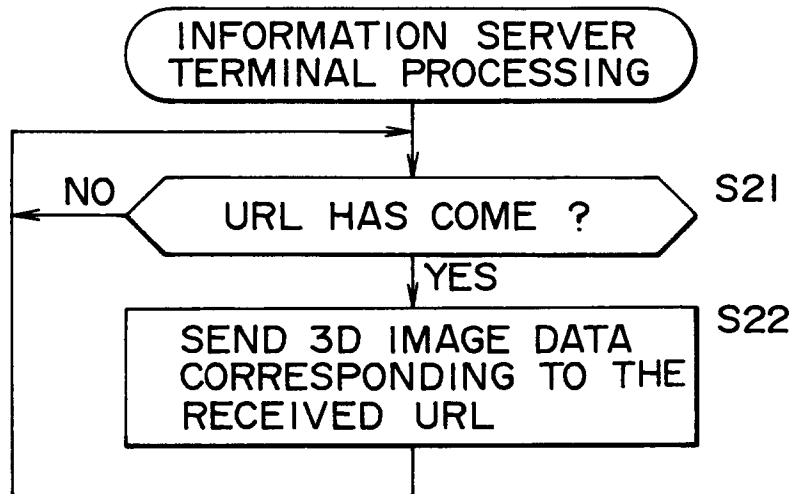 INFORMATION SERVER
TERMINAL PROCESSING
NO
URL HAS COME ?
S21
YES
S22
SEND 3D IMAGE DATA
CORRESPONDING TO THE
RECEIVED URL